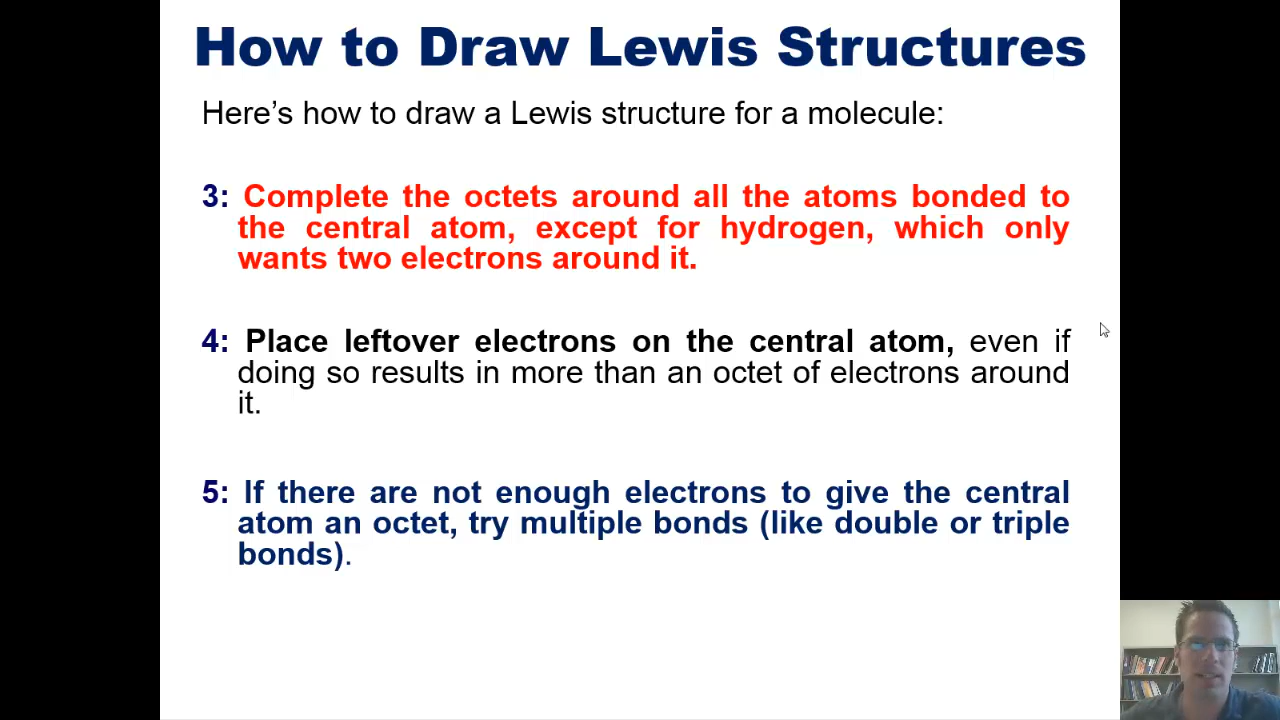 How to Draw Lewis Structures
Here’s how to draw a Lewis structure for a molecule:
3: Complete the octets around all the atoms bonded to
the central atom, except for hydrogen, which only
wants two electrons around it.
4: Place leftover electrons on the central atom, even if
doing so results in more than an octet of electrons around
it.
5: If there are not enough electrons to give the central
atom an octet, try multiple bonds (like double or triple
bonds).